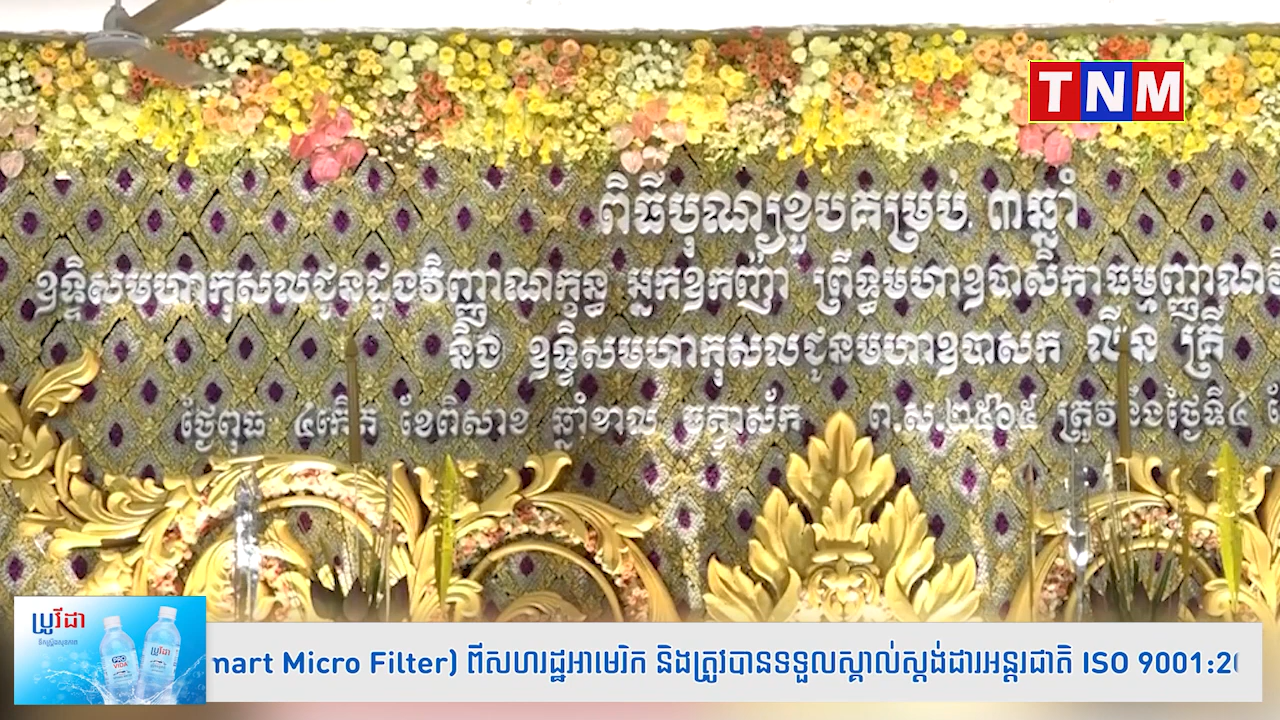 TNM
ពិធីបុណ្យខួបគម្រប់ ៣ឆ្នាំ
ឧទ្ទិសមហាកុសលជូនដួងវិញ្ញាណក្ខន្ធ អ្នកឧកញ៉ា ព្រឹទ្ធមហាឧបាសិកាធម្មញ្ញាណវ
និង ឧទ្ទិសមហាកុសលជូនមហាឧបាសក លីន គ្រី
ថ្ងៃពុធ ៤កើត ខែពិសាខ ឆ្នាំខាល ចត្វាស័ក ព.ស.២៥៦៥ ត្រូវនឹងថ្ងៃទី៤
ប្រូវីដា
PRO VIDA
mart Micro Filter) ពីសហរដ្ឋអាមេរិក និងត្រូវបានទទួលស្គាល់ស្តង់ដារអន្តរជាតិ ISO 9001:20